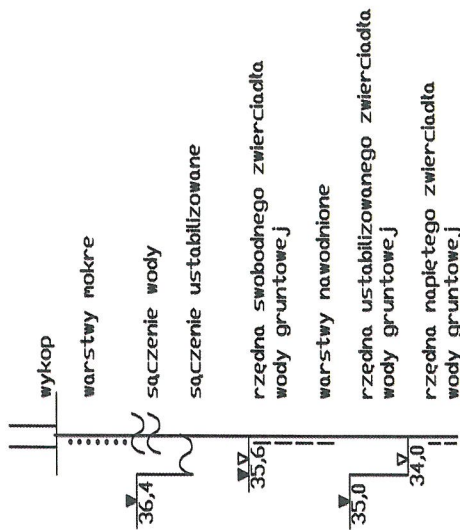 wykop
warstwy mokre
sączenie wody
36,4
sączenie ustabilizowane
35,6
rzędna swobodnego zwierciadła
wody gruntowej
warstwy nawodnione
35,0
rzędna ustabilizowanego zwierciadła
wody gruntowej
34,0
rzędna napiętego zwierciadła
wody gruntowej